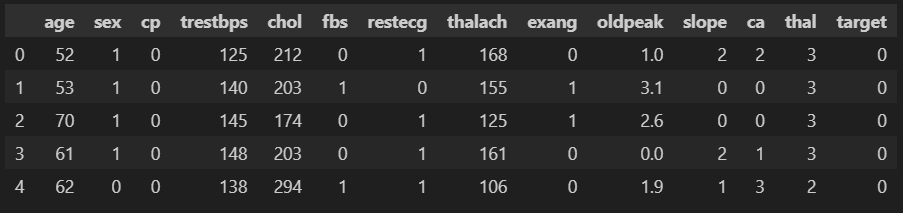 age sex cp trestbps chol fbs restecg thalach exang oldpeak slope ca thal target
0 52 1 0 125 212 0 1 168 0 1.0 2 2 3 0
1 53 1 0 140 203 1 0 155 1 3.1 0 0 3 0
2 70 1 0 145 174 0 1 125 1 2.6 0 0 3 0
3 61 1 0 148 203 0 1 161 0 0.0 2 1 3 0
4 62 0 0 138 294 1 1 106 0 1.9 1 3 2 0